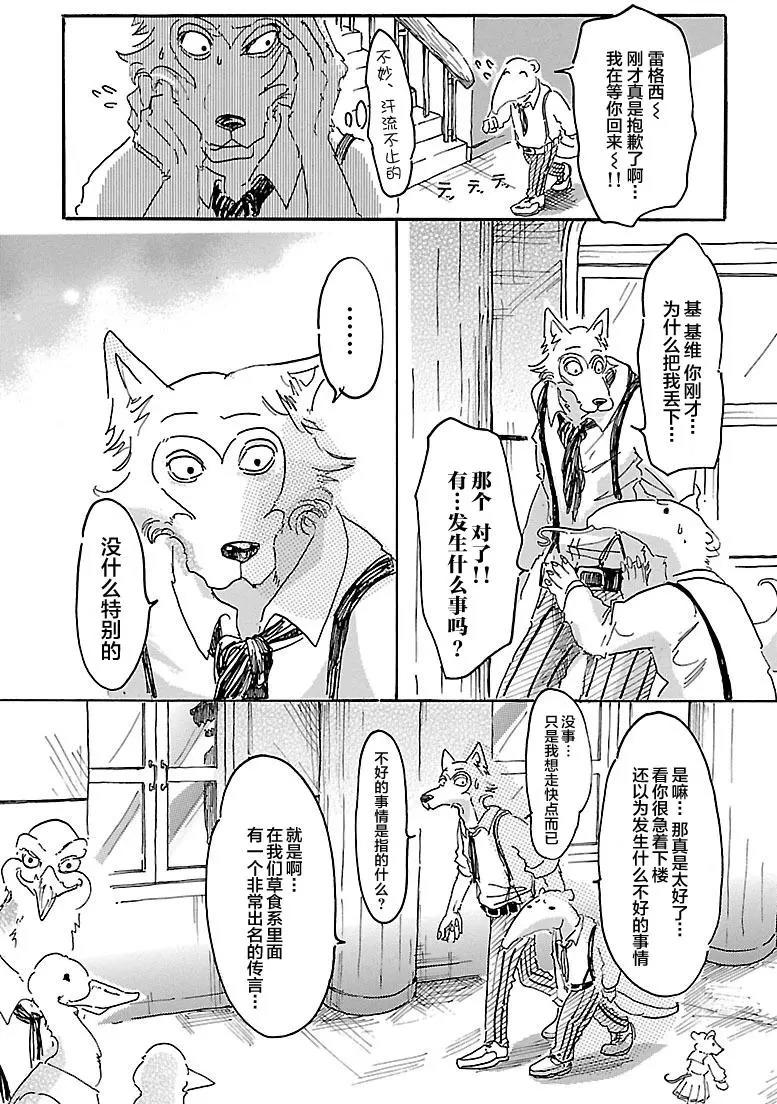 雷格西～
刚才真是抱歉了啊…
我在等你回来～!!
不妙、汗流不止的
基 基维 你刚才…
为什么把我丢下…
那个 对了!!
有…发生什么事吗?
……
没什么特别的
是嘛… 那真是太好了…
看你很急着下楼
还以为发生什么不好的事情
没事…
只是我想走快点而已
不好的事情是指的什么?
就是啊…
在我们草食系里面
有一个非常出名的传言…